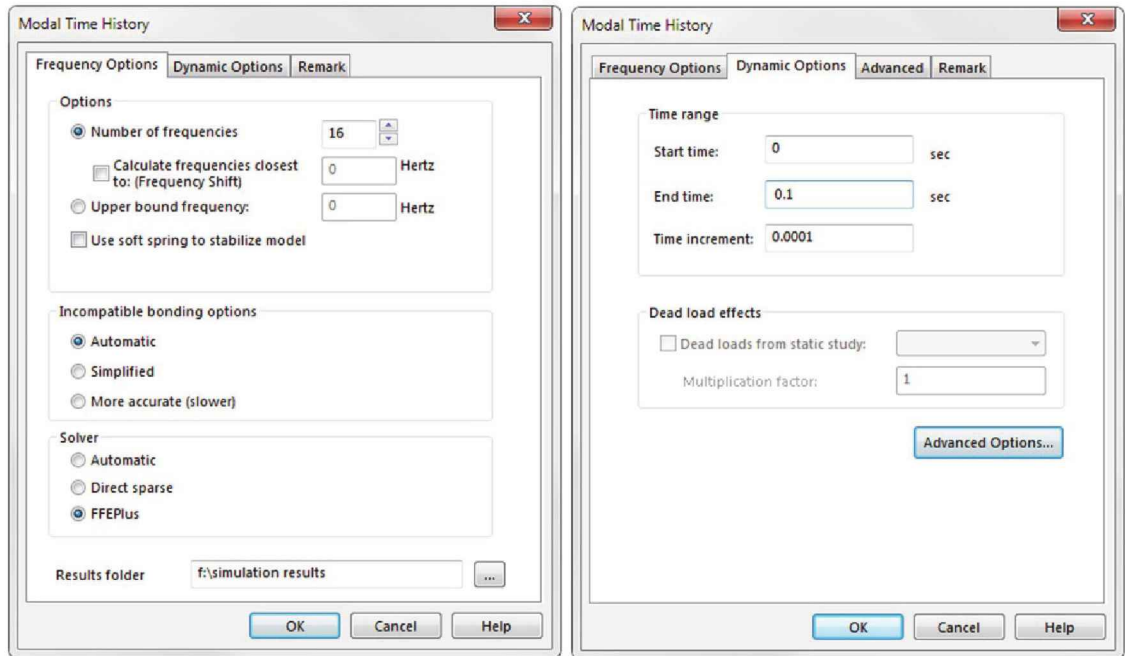 Modal Time History
Frequency Options Dynamic Options Remark
Options
Number of frequencies 16
Calculate frequencies closest
to: (Frequency Shift) 0 Hertz
Upper bound frequency: 0 Hertz
Use soft spring to stabilize model
Incompatible bonding options
Automatic
Simplified
More accurate (slower)
Solver
Automatic
Direct sparse
FFEPlus
Results folder f:\simulation results ...
OK Cancel Help
Modal Time History
Frequency Options Dynamic Options Advanced Remark
Time range
Start time: 0 sec
End time: 0.1 sec
Time increment: 0.0001
Dead load effects
Dead loads from static study:
Multiplication factor: 1
Advanced Options...
OK Cancel Help